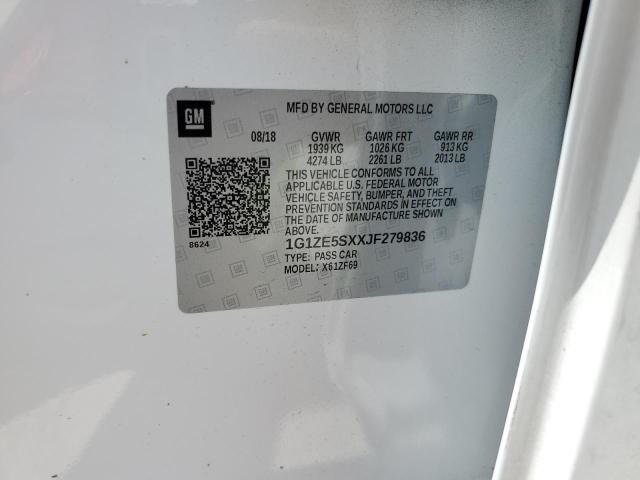 GM
MFD BY GENERAL MOTORS LLC
08/18 GVWR GAWR FRT GAWR RR
1939 KG 1026 KG 913 KG
4274 LB 2261 LB 2013 LB
THIS VEHICLE CONFORMS TO ALL
APPLICABLE U.S. FEDERAL MOTOR
VEHICLE SAFETY, BUMPER, AND THEFT
PREVENTION STANDARDS IN EFFECT ON
THE DATE OF MANUFACTURE SHOWN
ABOVE.
8624
1G1ZE5SXXJF279836
TYPE: PASS CAR
MODEL: X61ZF69